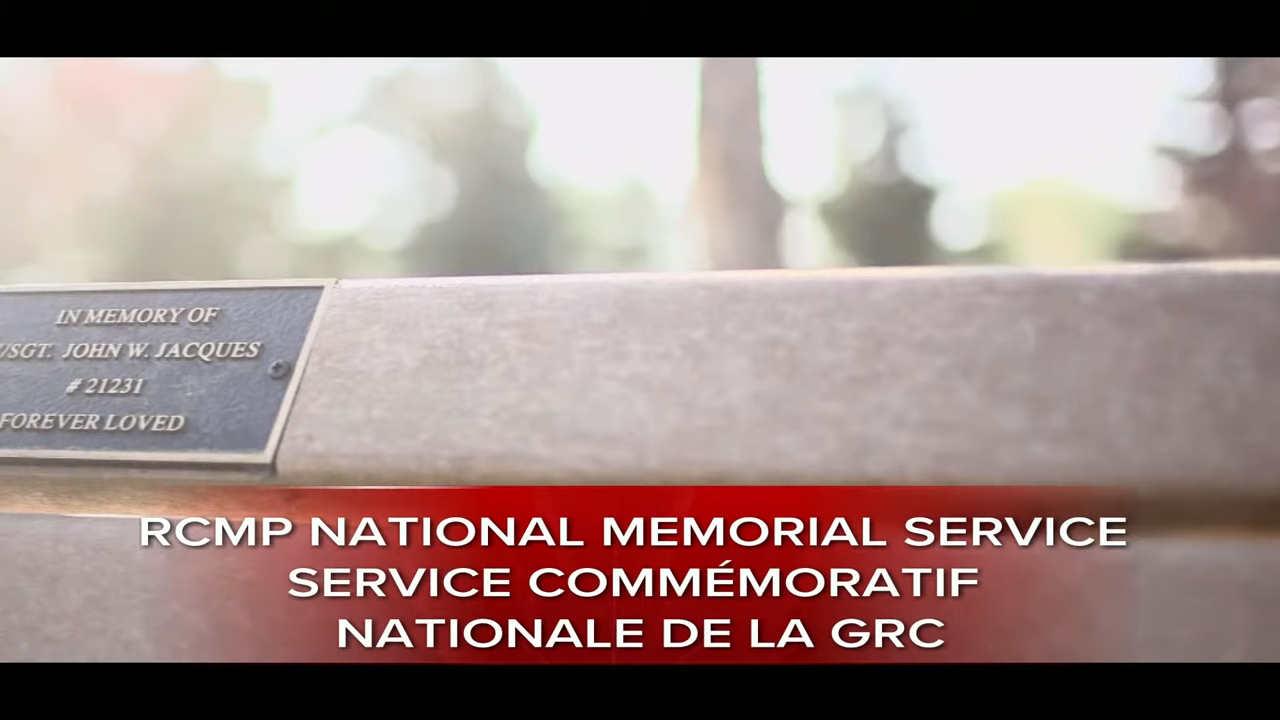 IN MEMORY OF
/SGT. JOHN W. JACQUES
# 21231
FOREVER LOVED
RCMP NATIONAL MEMORIAL SERVICE
SERVICE COMMÉMORATIF
NATIONALE DE LA GRC